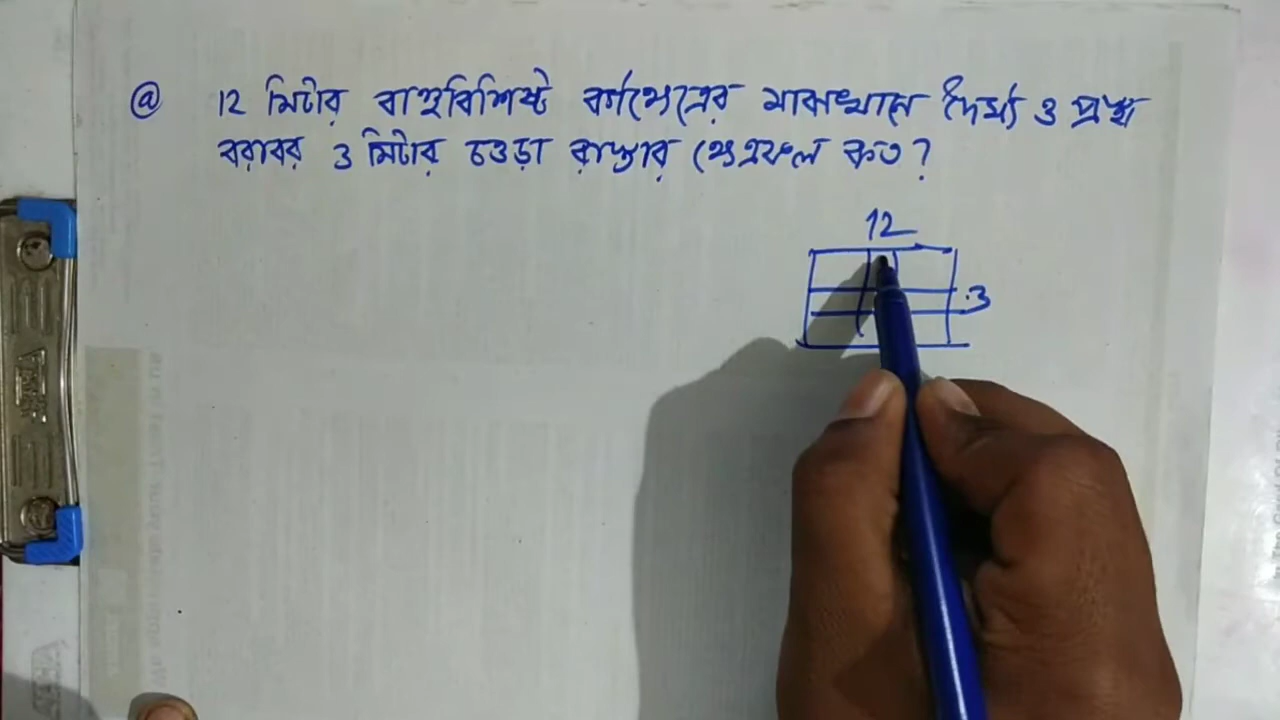 @ 12 মিটার বাহুবিশিষ্ট বর্গক্ষেত্রের মাঝখানে দৈর্ঘ্য ও প্রস্থ
বরাবর 3 মিটার চওড়া রাস্তার ক্ষেত্রফল কত?
12
3